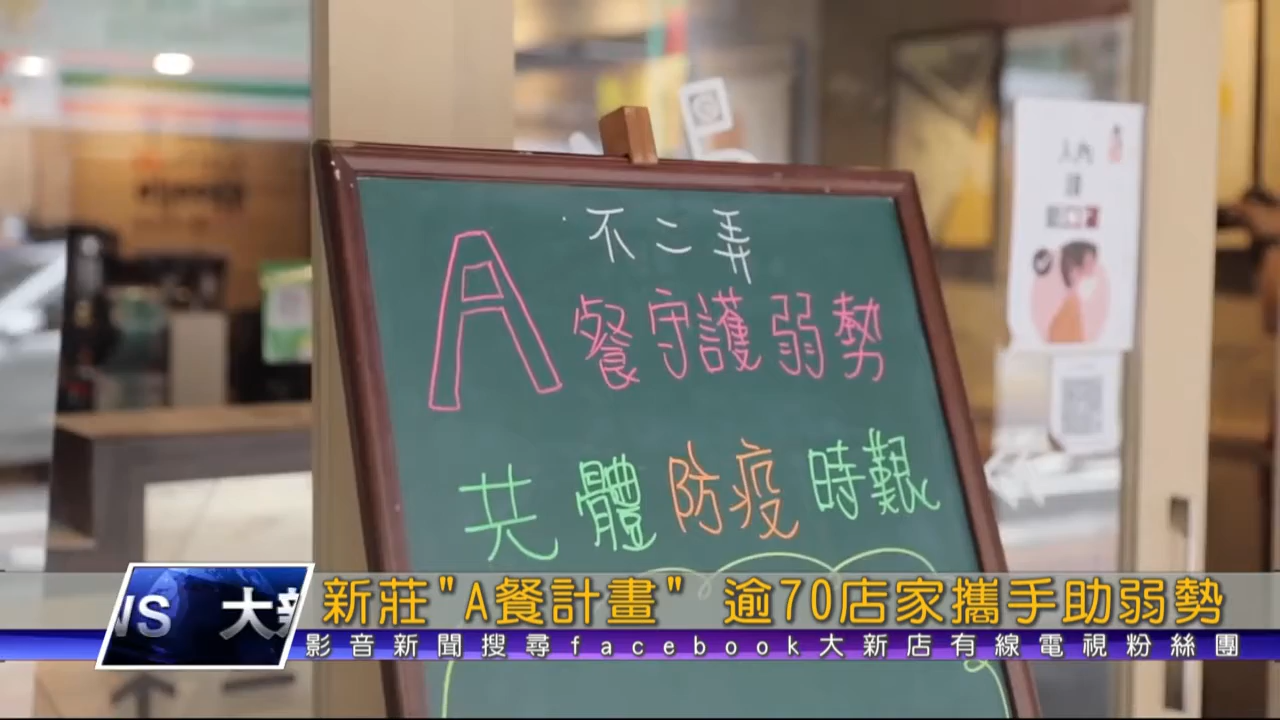 不二弄
A餐守護弱勢
共體防疫時艱
新莊"A餐計畫" 逾70店家攜手助弱勢
影音新聞搜尋facebook大新店有線電視粉絲團